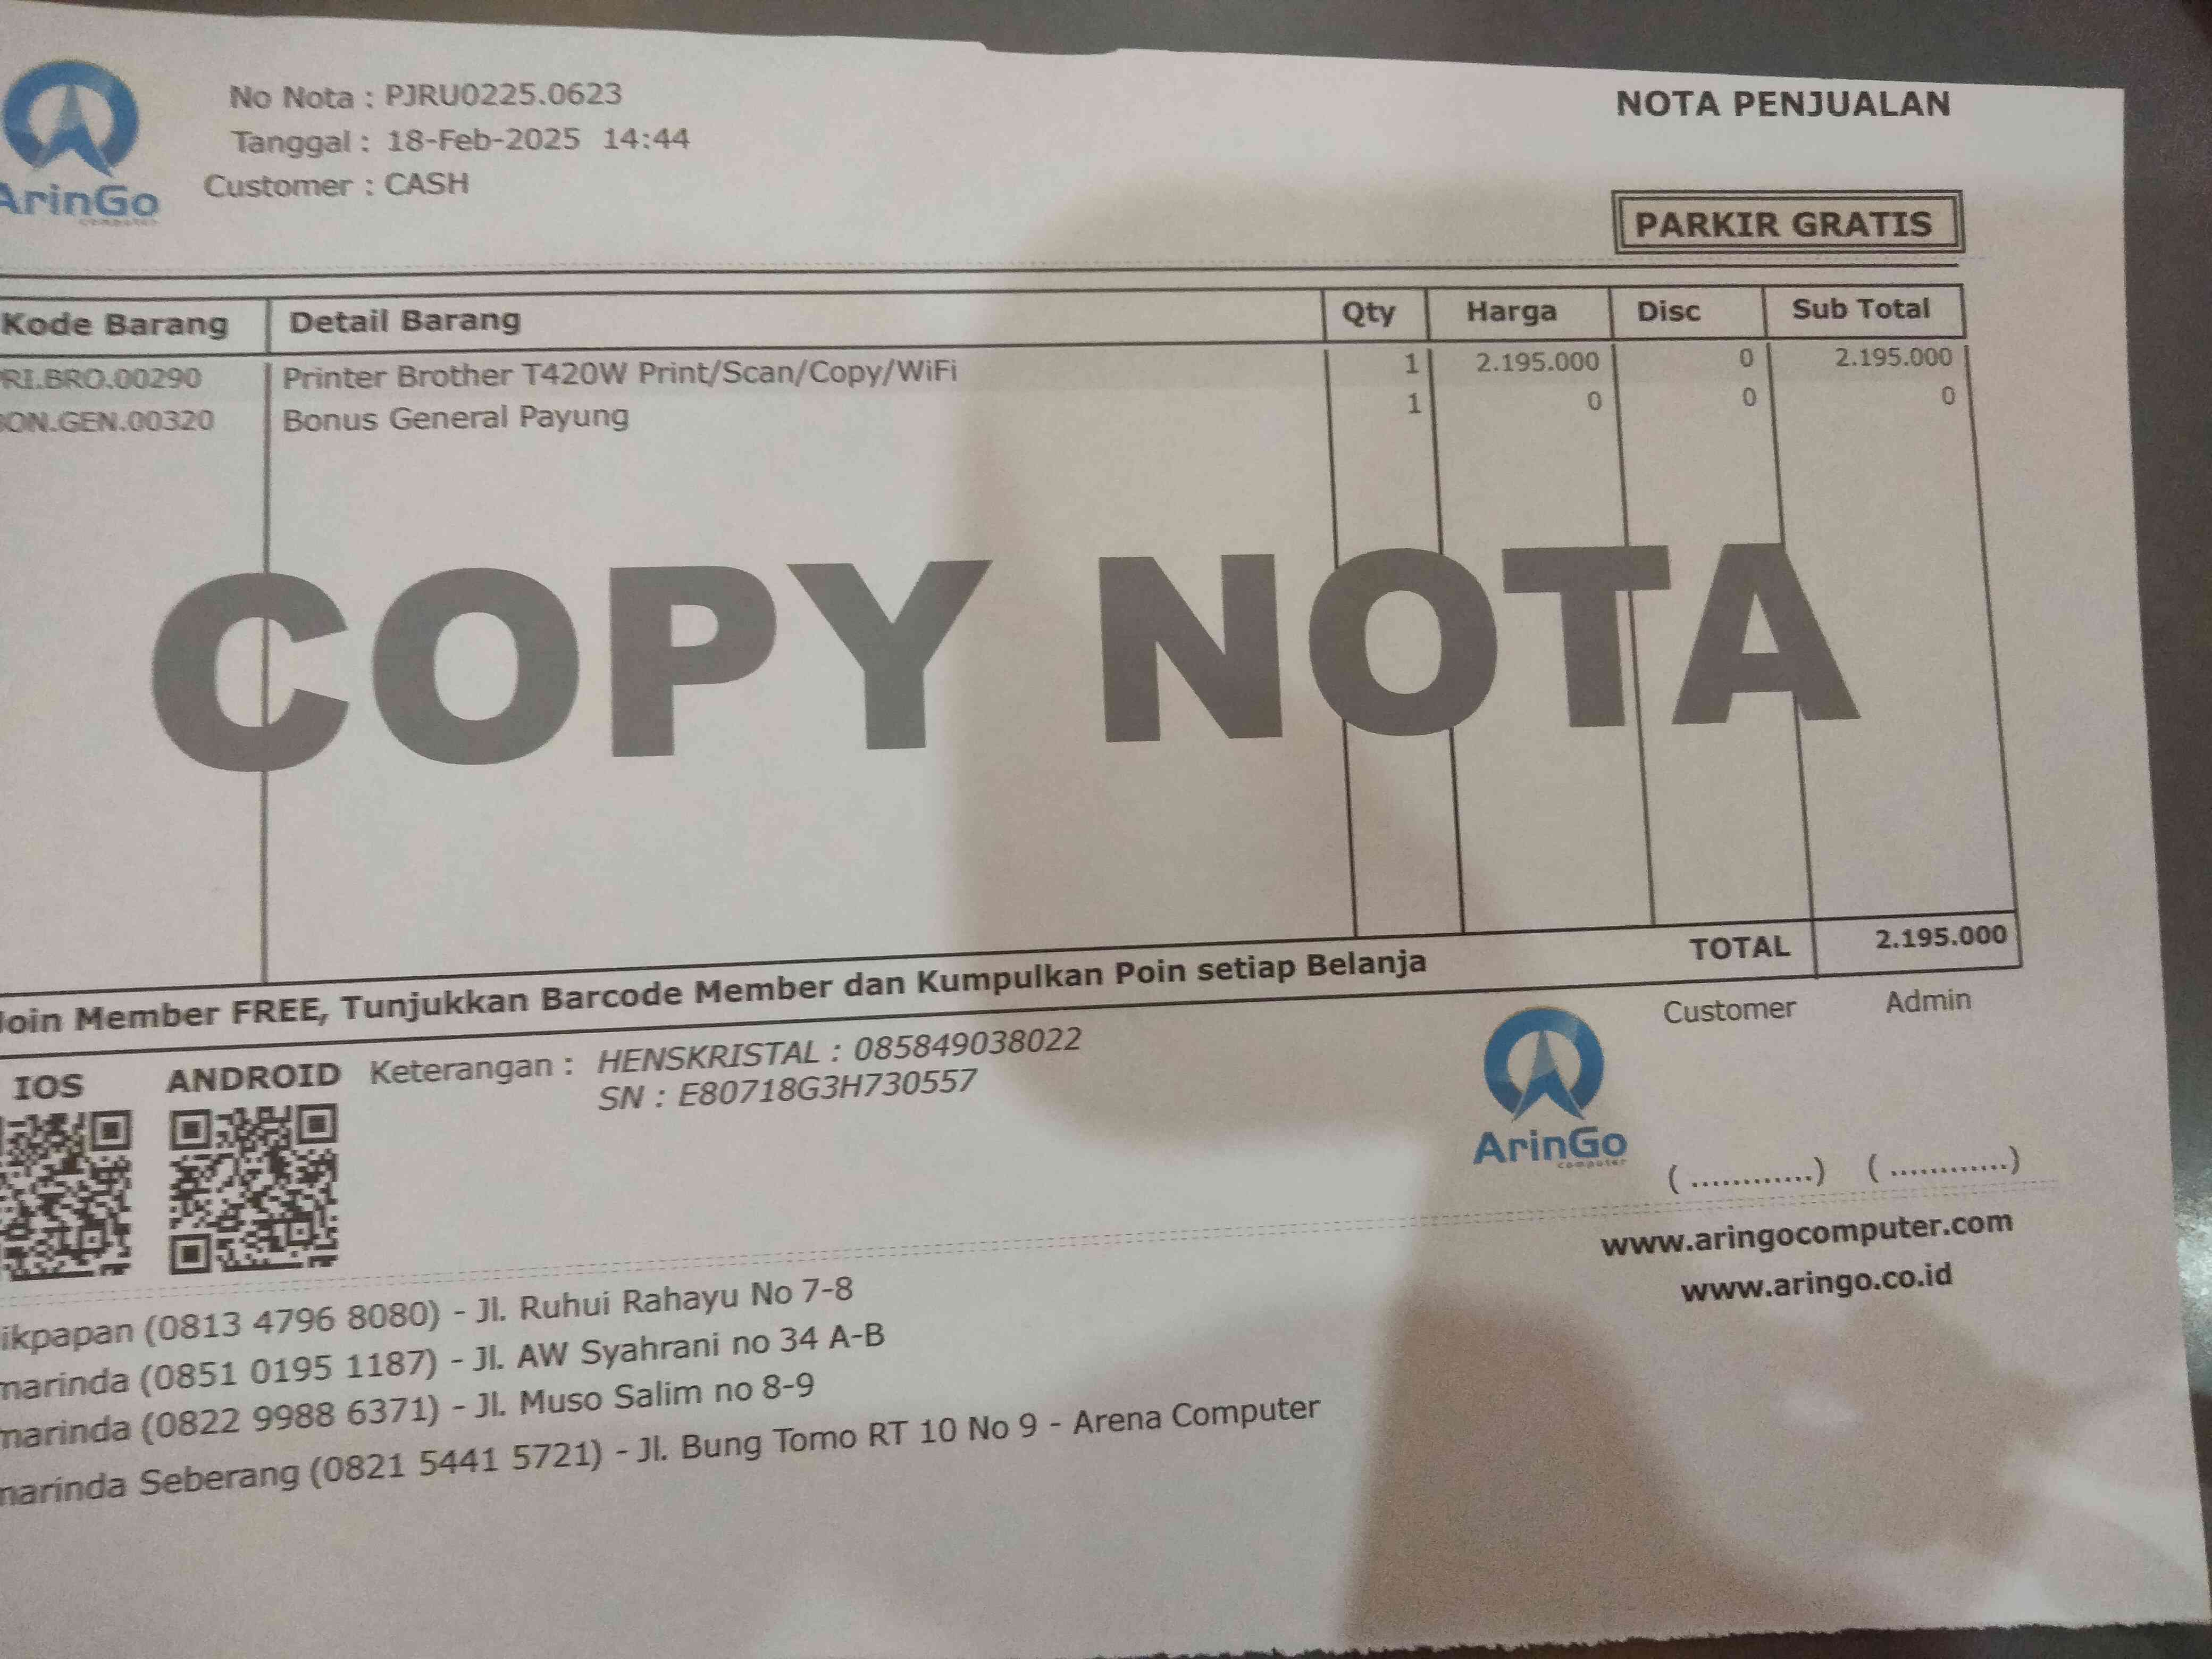 No Nota : PJRU0225.0623
Tanggal : 18-Feb-2025 14:44
Customer : CASH
ArinGo
computer
NOTA PENJUALAN
PARKIR GRATIS
Kode Barang Detail Barang Qty Harga Disc Sub Total
RI.BRO.00290 Printer Brother T420W Print/Scan/Copy/WiFi 1 2.195.000 0 2.195.000
ON.GEN.00320 Bonus General Payung 1 0 0 0
COPY NOTA
TOTAL 2.195.000
Join Member FREE, Tunjukkan Barcode Member dan Kumpulkan Poin setiap Belanja
IOS ANDROID
Keterangan : HENSKRISTAL : 085849038022
SN : E80718G3H730557
ArinGo
computer
Customer Admin
( ............) ( ............)
www.aringocomputer.com
www.aringo.co.id
ikpapan (0813 4796 8080) - Jl. Ruhui Rahayu No 7-8
marinda (0851 0195 1187) - Jl. AW Syahrani no 34 A-B
marinda (0822 9988 6371) - Jl. Muso Salim no 8-9
marinda Seberang (0821 5441 5721) - Jl. Bung Tomo RT 10 No 9 - Arena Computer